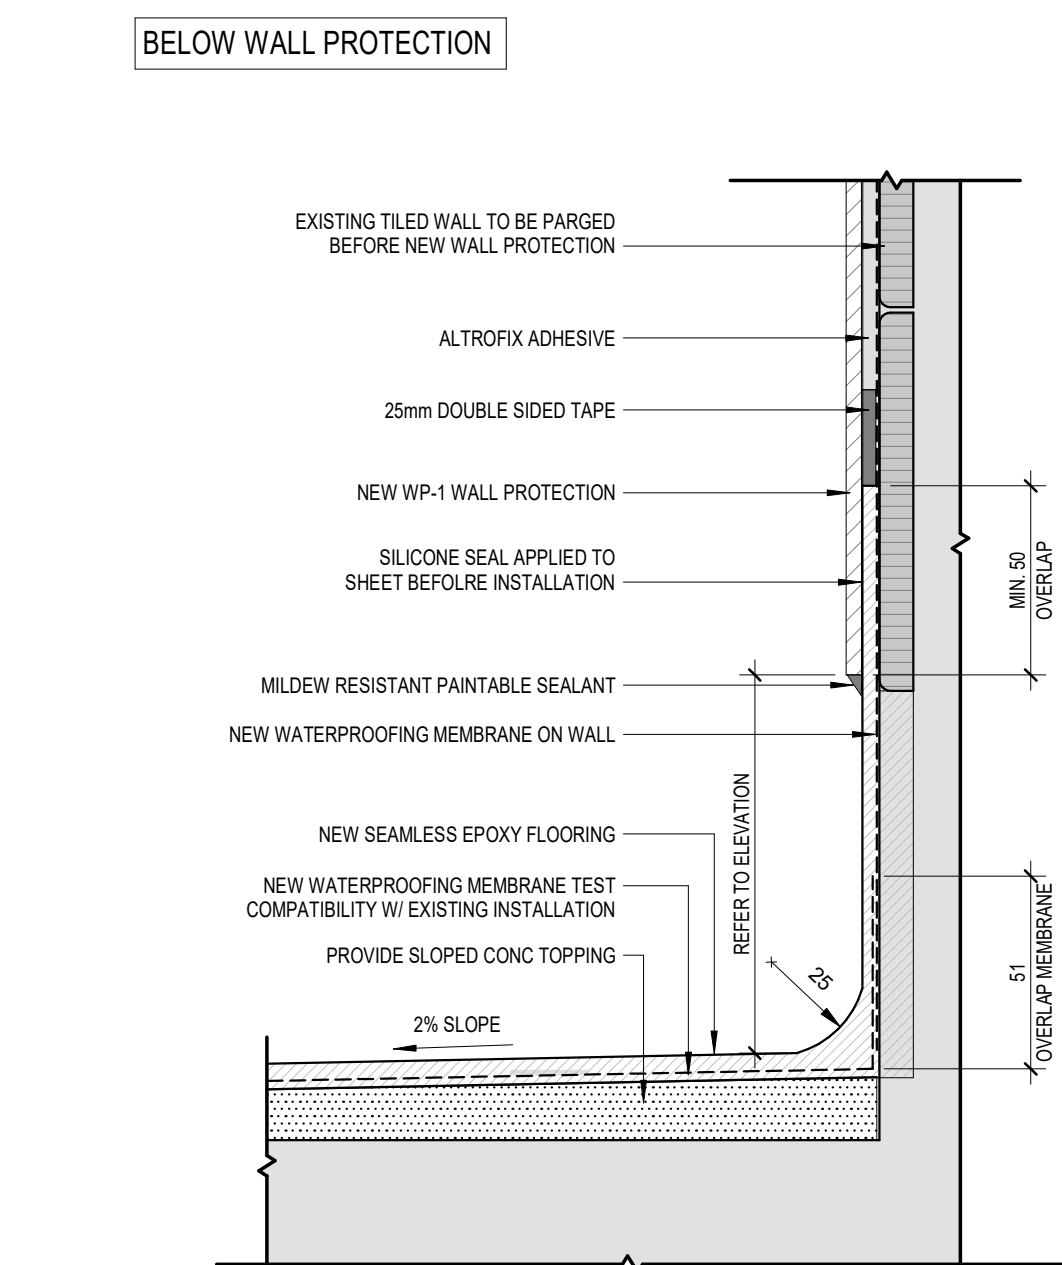 BELOW WALL PROTECTION
EXISTING TILED WALL TO BE PARGED
BEFORE NEW WALL PROTECTION
ALTROFIX ADHESIVE
25mm DOUBLE SIDED TAPE
NEW WP-1 WALL PROTECTION
SILICONE SEAL APPLIED TO
SHEET BEFOLRE INSTALLATION
MIN. 50
OVERLAP
MILDEW RESISTANT PAINTABLE SEALANT
NEW WATERPROOFING MEMBRANE ON WALL
REFER TO ELEVATION
NEW SEAMLESS EPOXY FLOORING
NEW WATERPROOFING MEMBRANE TEST
COMPATIBILITY W/ EXISTING INSTALLATION
PROVIDE SLOPED CONC TOPPING
25
51
OVERLAP MEMBRANE
2% SLOPE